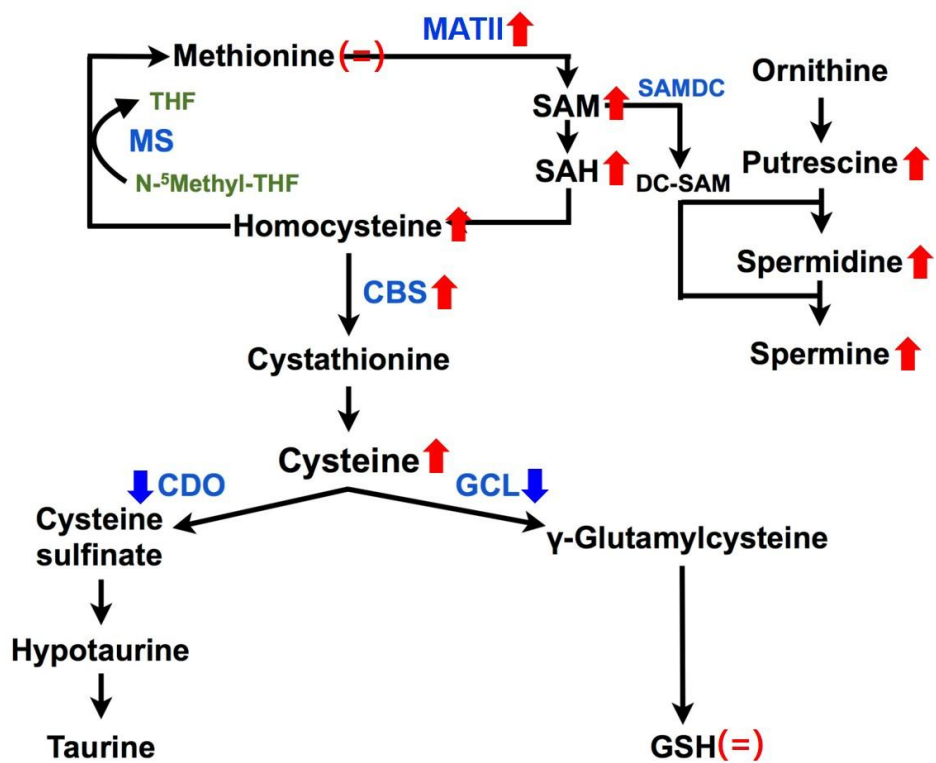 MATII
Methionine(=)
Ornithine
THF
SAM
SAMDC
MS
Putrescine
SAH
DC-SAM
N-⁵Methyl-THF
Homocysteine
Spermidine
CBS
Spermine
Cystathionine
Cysteine
CDO
GCL
Cysteine
sulfinate
γ-Glutamylcysteine
Hypotaurine
Taurine
GSH(=)